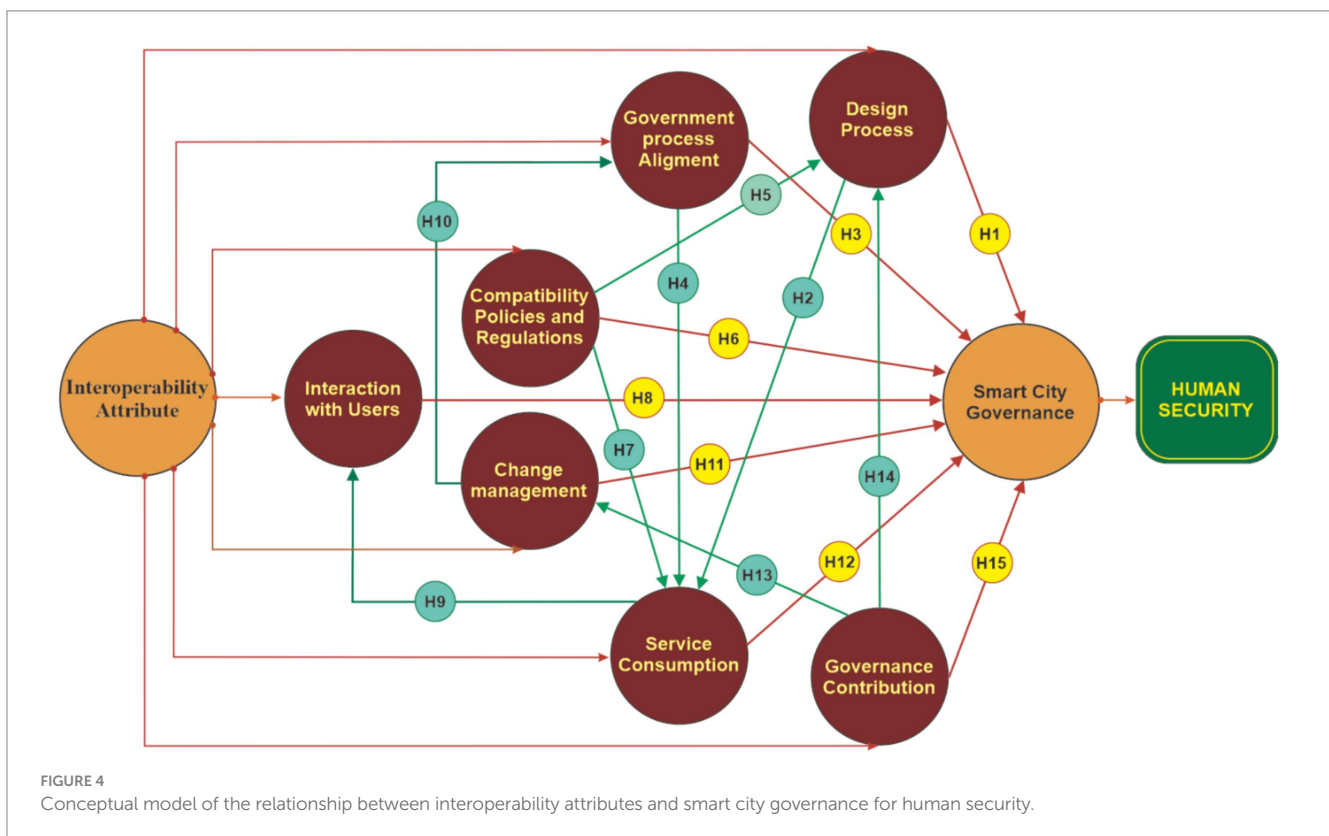 Design
Process
Government
process
Aligment
H5
H10
H3
H1
H4
H2
Compatibility
Policies and
Regulations
H6
Interoperability
Attribute
Interaction
with Users
H8
Smart City
Governance
HUMAN
SECURITY
H7
H11
Change
management
H14
H12
H13
H15
H9
Service
Consumption
Governance
Contribution
FIGURE 4
Conceptual model of the relationship between interoperability attributes and smart city governance for human security.